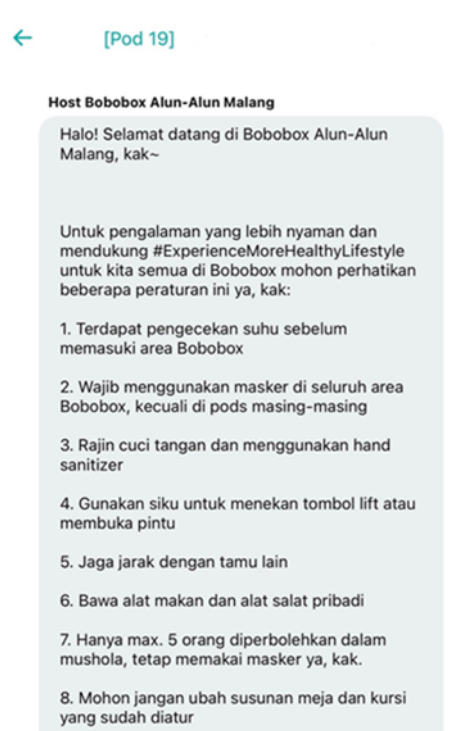 [Pod 19]
Host Bobobox Alun-Alun Malang
Halo! Selamat datang di Bobobox Alun-Alun
Malang, kak~
Untuk pengalaman yang lebih nyaman dan
mendukung #ExperienceMoreHealthyLifestyle
untuk kita semua di Bobobox mohon perhatikan
beberapa peraturan ini ya, kak:
1. Terdapat pengecekan suhu sebelum
memasuki area Bobobox
2. Wajib menggunakan masker di seluruh area
Bobobox, kecuali di pods masing-masing
3. Rajin cuci tangan dan menggunakan hand
sanitizer
4. Gunakan siku untuk menekan tombol lift atau
membuka pintu
5. Jaga jarak dengan tamu lain
6. Bawa alat makan dan alat salat pribadi
7. Hanya max. 5 orang diperbolehkan dalam
mushola, tetap memakai masker ya, kak.
8. Mohon jangan ubah susunan meja dan kursi
yang sudah diatur